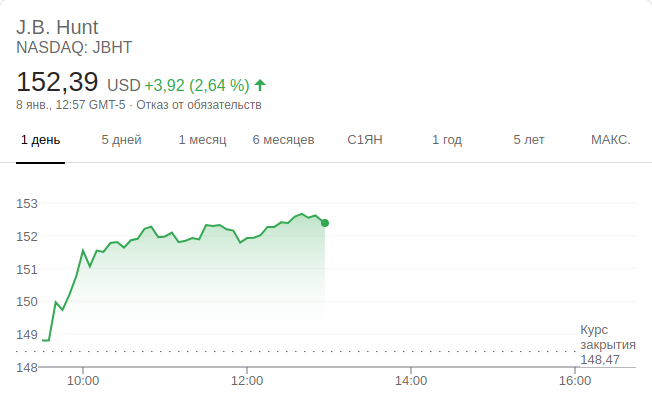 J.B. Hunt
NASDAQ: JBHT
152,39 USD +3,92 (2,64 %)
8 янв., 12:57 GMT-5 · Отказ от обязательств
1 день 5 дней 1 месяц 6 месяцев С1ЯН 1 год 5 лет МАКС.
153
152
151
150
149
148
Курс
закрытия
148,47
10:00 12:00 14:00 16:00